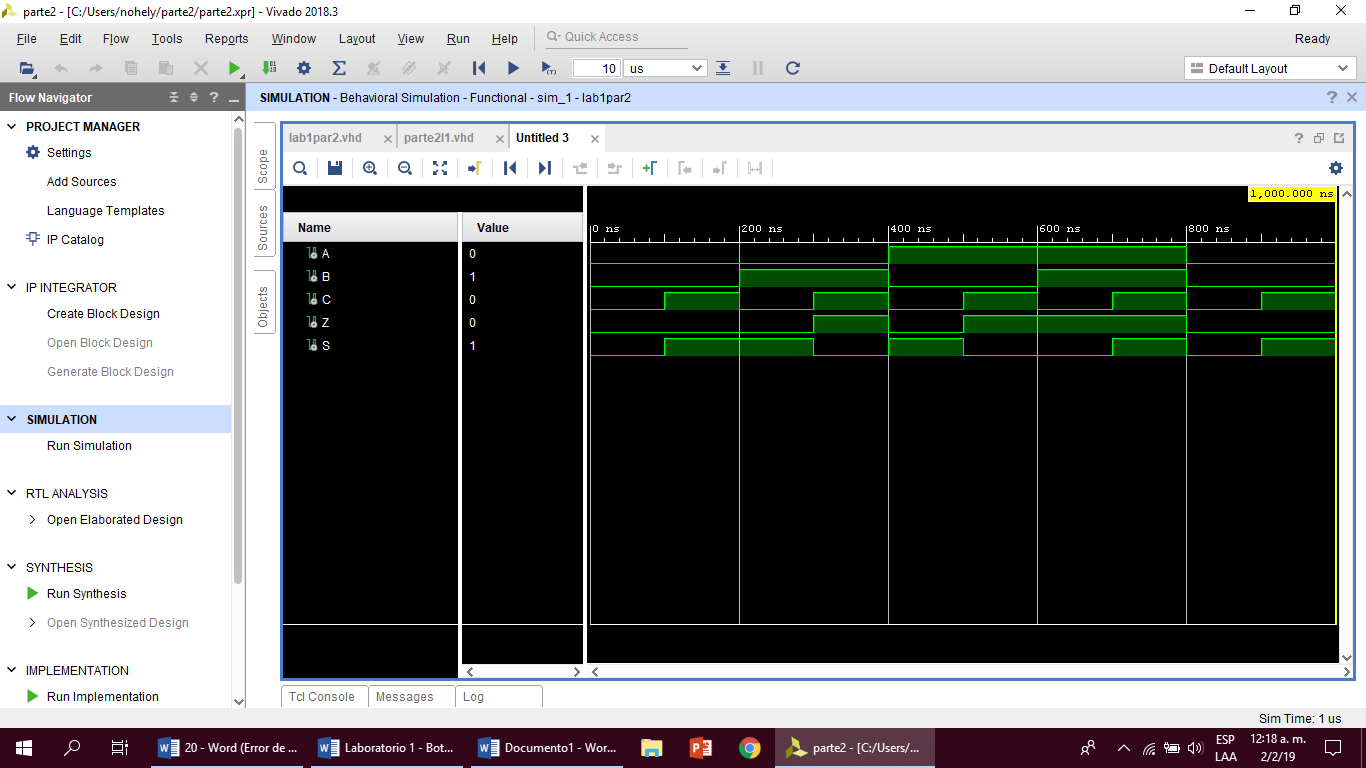 parte2 - [C:/Users/nohely/parte2/parte2.xpr] - Vivado 2018.3
File Edit Flow Tools Reports Window Layout View Run Help Quick Access Ready
10 us Default Layout
Flow Navigator
SIMULATION - Behavioral Simulation - Functional - sim_1 - lab1par2
PROJECT MANAGER
Settings
Add Sources
Language Templates
IP Catalog
IP INTEGRATOR
Create Block Design
Open Block Design
Generate Block Design
SIMULATION
Run Simulation
RTL ANALYSIS
Open Elaborated Design
SYNTHESIS
Run Synthesis
Open Synthesized Design
IMPLEMENTATION
Run Implementation
Scope
Sources
Objects
lab1par2.vhd parte2l1.vhd Untitled 3
1,000.000 ns
Name Value
0 ns 200 ns 400 ns 600 ns 800 ns
A 0
B 1
C 0
Z 0
S 1
Tcl Console Messages Log
Sim Time: 1 us
20 - Word (Error de ... Laboratorio 1 - Bot... Documento1 - Wor... parte2 - [C:/Users/...
ESP
LAA
12:18 a. m.
2/2/19